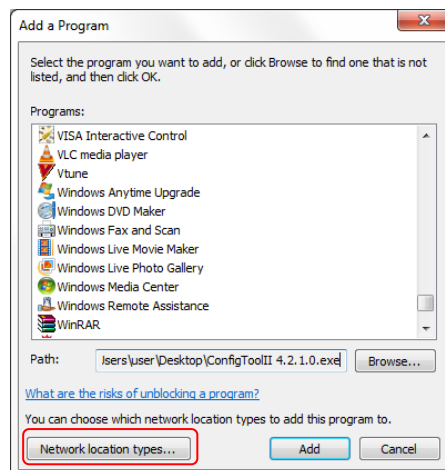 Add a Program
Select the program you want to add, or click Browse to find one that is not
listed, and then click OK.
Programs:
VISA Interactive Control
VLC media player
Vtune
Windows Anytime Upgrade
Windows DVD Maker
Windows Fax and Scan
Windows Live Movie Maker
Windows Live Photo Gallery
Windows Media Center
Windows Remote Assistance
WinRAR
Path: Jsers\user\Desktop\ConfigToolII 4.2.1.0.exe Browse...
What are the risks of unblocking a program?
You can choose which network location types to add this program to.
Network location types... Add Cancel